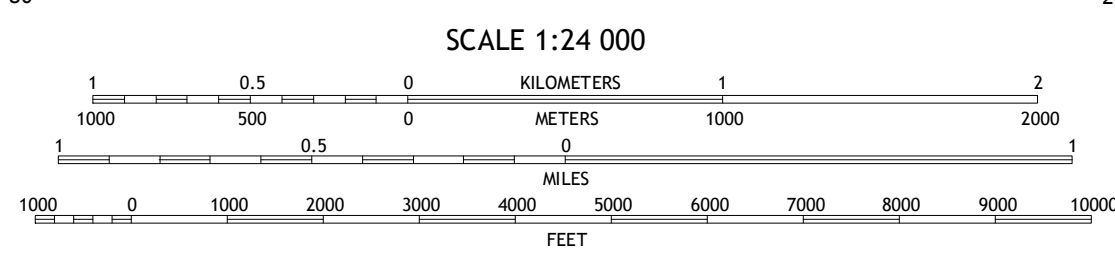 SCALE 1:24 000
1 0.5 0 KILOMETERS 1 2
1000 500 0 METERS 1000 2000
1 0.5 0 1
MILES
1000 0 1000 2000 3000 4000 5000 6000 7000 8000 9000 10000
FEET